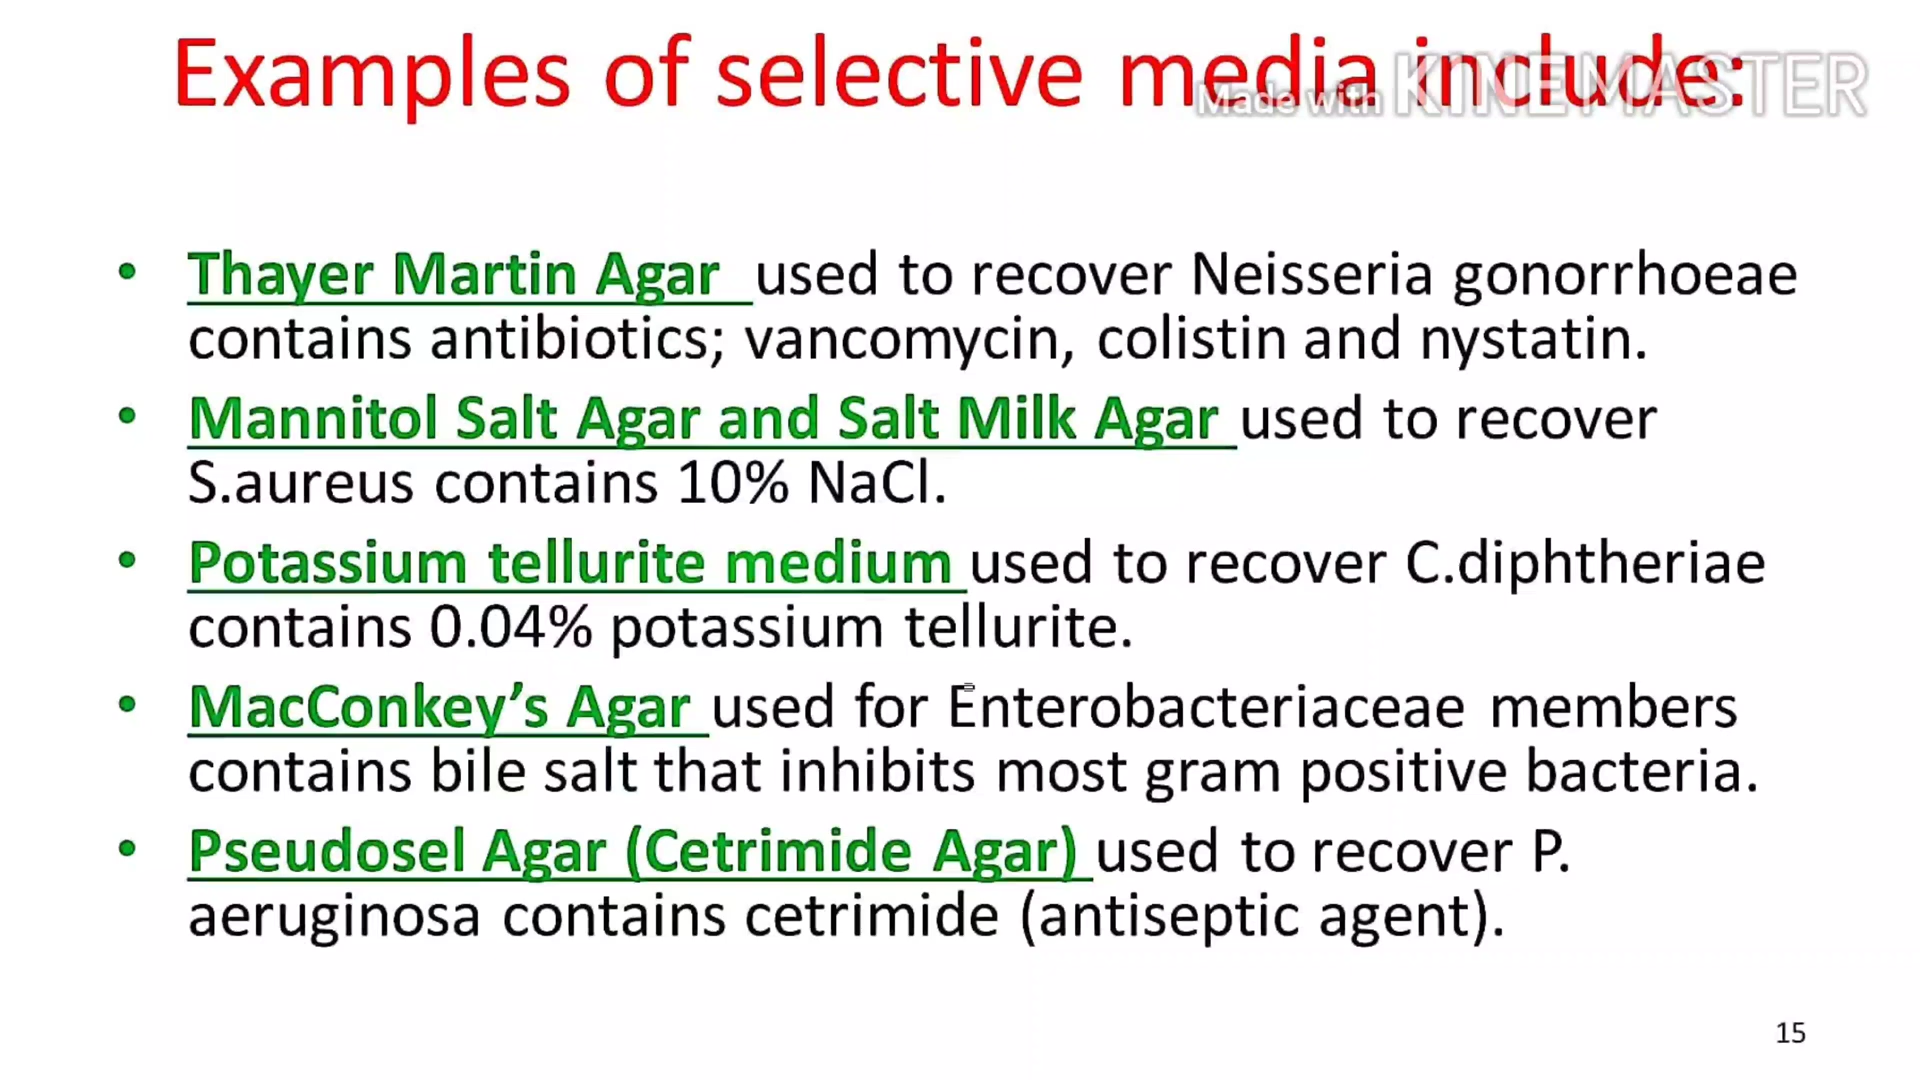 Examples of selective media include:
Made with KINEMASTER
• Thayer Martin Agar used to recover Neisseria gonorrhoeae
contains antibiotics; vancomycin, colistin and nystatin.
• Mannitol Salt Agar and Salt Milk Agar used to recover
S.aureus contains 10% NaCl.
• Potassium tellurite medium used to recover C.diphtheriae
contains 0.04% potassium tellurite.
• MacConkey’s Agar used for Enterobacteriaceae members
contains bile salt that inhibits most gram positive bacteria.
• Pseudosel Agar (Cetrimide Agar) used to recover P.
aeruginosa contains cetrimide (antiseptic agent).
15